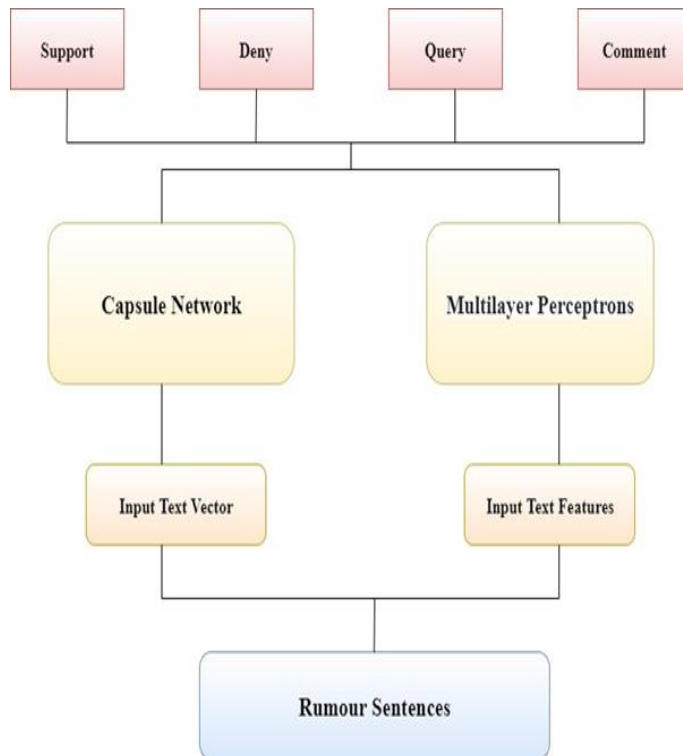 Support
Deny
Query
Comment
Capsule Network
Multilayer Perceptrons
Input Text Vector
Input Text Features
Rumour Sentences